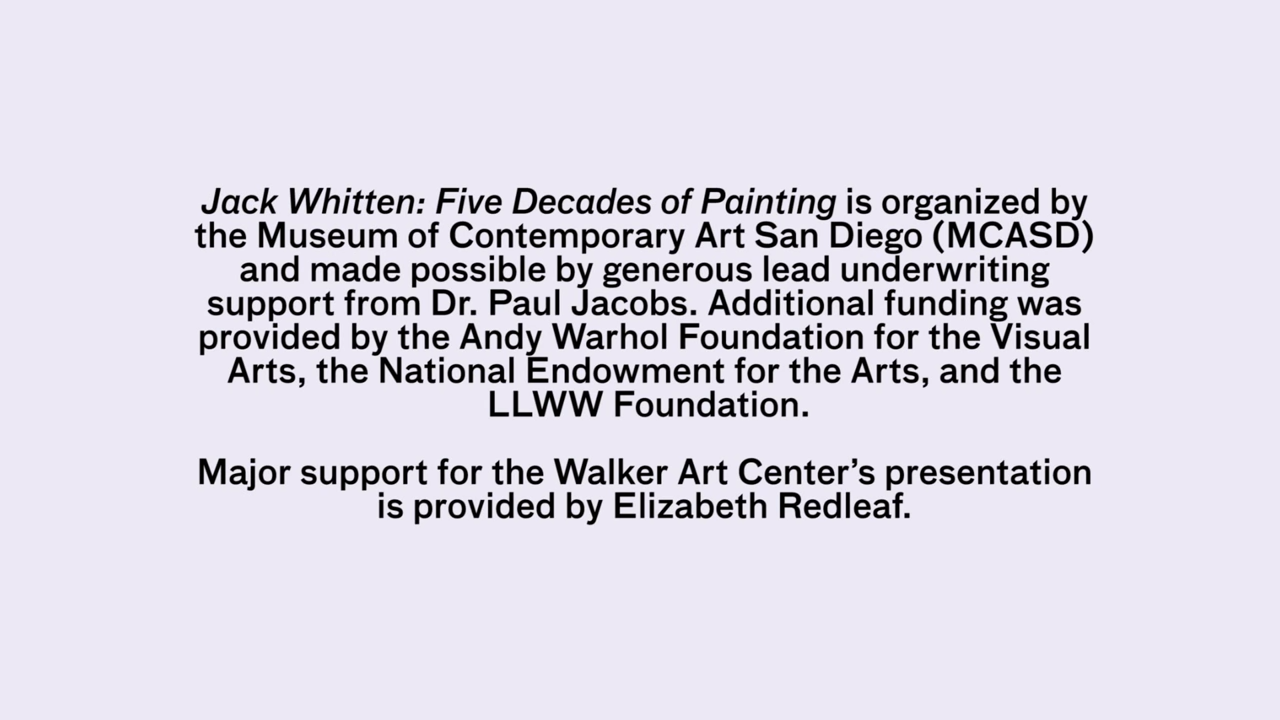 Jack Whitten: Five Decades of Painting is organized by
the Museum of Contemporary Art San Diego (MCASD)
and made possible by generous lead underwriting
support from Dr. Paul Jacobs. Additional funding was
provided by the Andy Warhol Foundation for the Visual
Arts, the National Endowment for the Arts, and the
LLWW Foundation.
Major support for the Walker Art Center’s presentation
is provided by Elizabeth Redleaf.